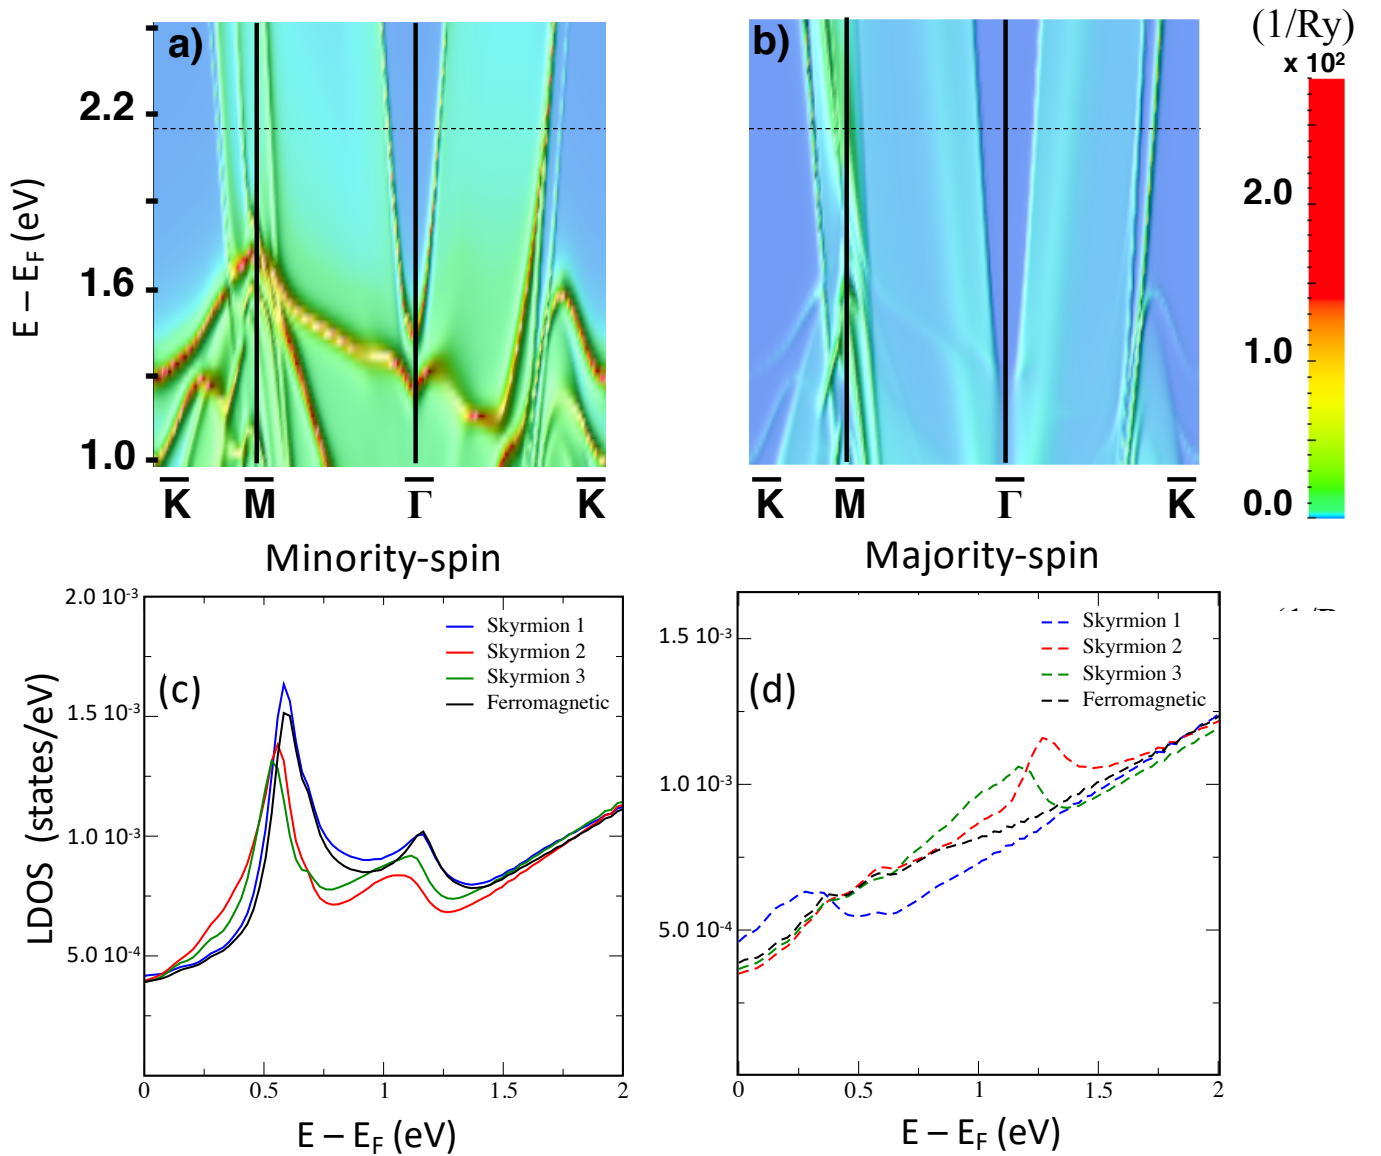 a)
b)
(1/Ry)
x 10²
2.2
1.6
1.0
E – E_F (eV)
2.0
1.0
0.0
K̅ M̅ Γ̅ K̅
K̅ M̅ Γ̅ K̅
Minority-spin
Majority-spin
2.0 10⁻³
1.5 10⁻³
1.0 10⁻³
5.0 10⁻⁴
LDOS (states/eV)
(c)
Skyrmion 1
Skyrmion 2
Skyrmion 3
Ferromagnetic
0 0.5 1 1.5 2
E – E_F (eV)
1.5 10⁻³
1.0 10⁻³
5.0 10⁻⁴
(d)
Skyrmion 1
Skyrmion 2
Skyrmion 3
Ferromagnetic
0 0.5 1 1.5 2
E – E_F (eV)